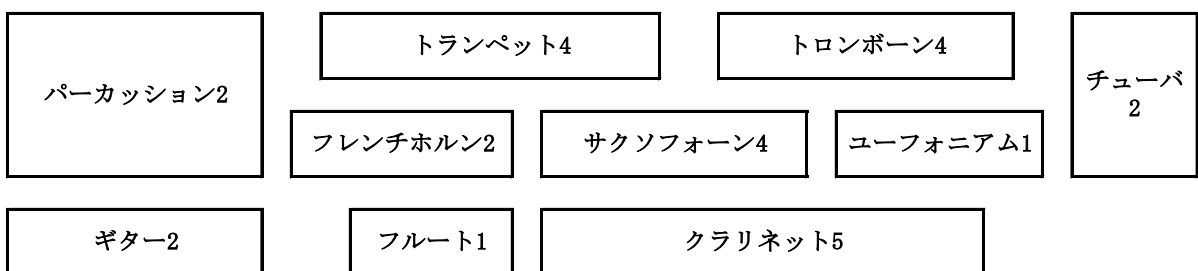 トランペット4
トロンボーン4
パーカッション2
チューバ
2
フレンチホルン2
サクソフォーン4
ユーフォニアム1
ギター2
フルート1
クラリネット5